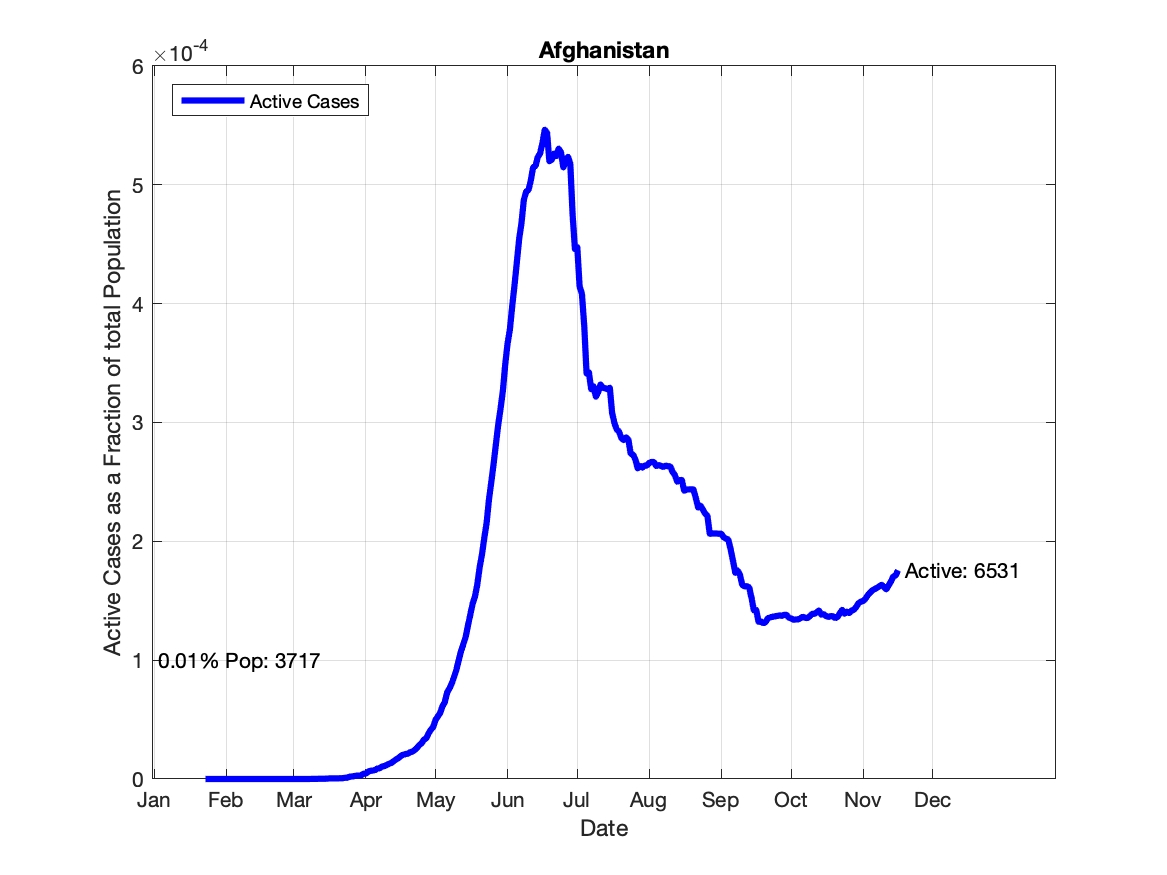 Afghanistan
×10-4
Active Cases
6
5
4
3
2
1
0
Active Cases as a Fraction of total Population
0.01% Pop: 3717
Active: 6531
Jan Feb Mar Apr May Jun Jul Aug Sep Oct Nov Dec
Date